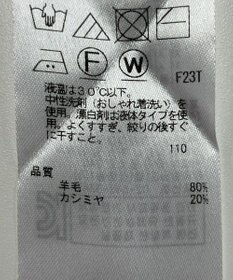 F
W
F23T
液温は30℃以下。
中性洗剤(おしゃれ着洗い)を
使用。漂白剤は液体タイプを使
用。よくすすぎ、絞りの後すぐ
に干すこと。
110
品質
羊毛 80%
カシミヤ 20%